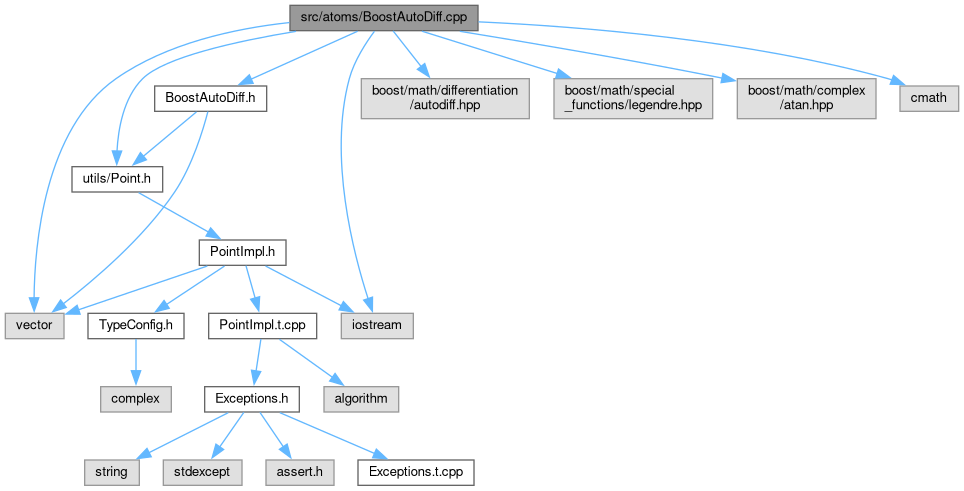 src/atoms/BoostAutoDiff.cpp
BoostAutoDiff.h
boost/math/differentiation
/autodiff.hpp
boost/math/special
_functions/legendre.hpp
boost/math/complex
/atan.hpp
cmath
utils/Point.h
PointImpl.h
vector
TypeConfig.h
PointImpl.t.cpp
iostream
complex
Exceptions.h
algorithm
string
stdexcept
assert.h
Exceptions.t.cpp